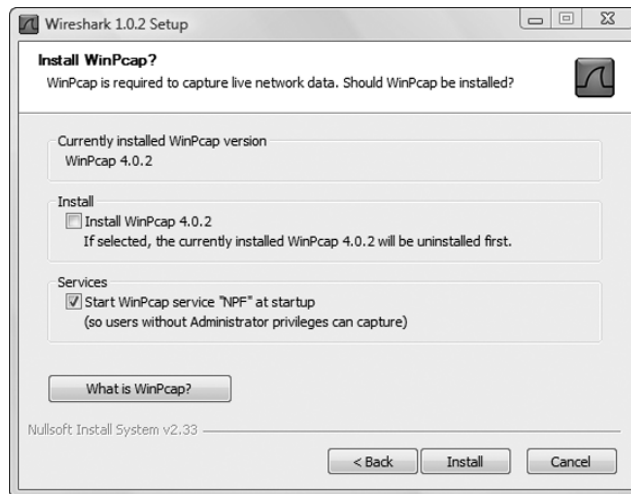 Wireshark 1.0.2 Setup
Install WinPcap?
WinPcap is required to capture live network data. Should WinPcap be installed?
Currently installed WinPcap version
WinPcap 4.0.2
Install
Install WinPcap 4.0.2
If selected, the currently installed WinPcap 4.0.2 will be uninstalled first.
Services
Start WinPcap service "NPF" at startup
(so users without Administrator privileges can capture)
What is WinPcap?
Nullsoft Install System v2.33
< Back Install Cancel